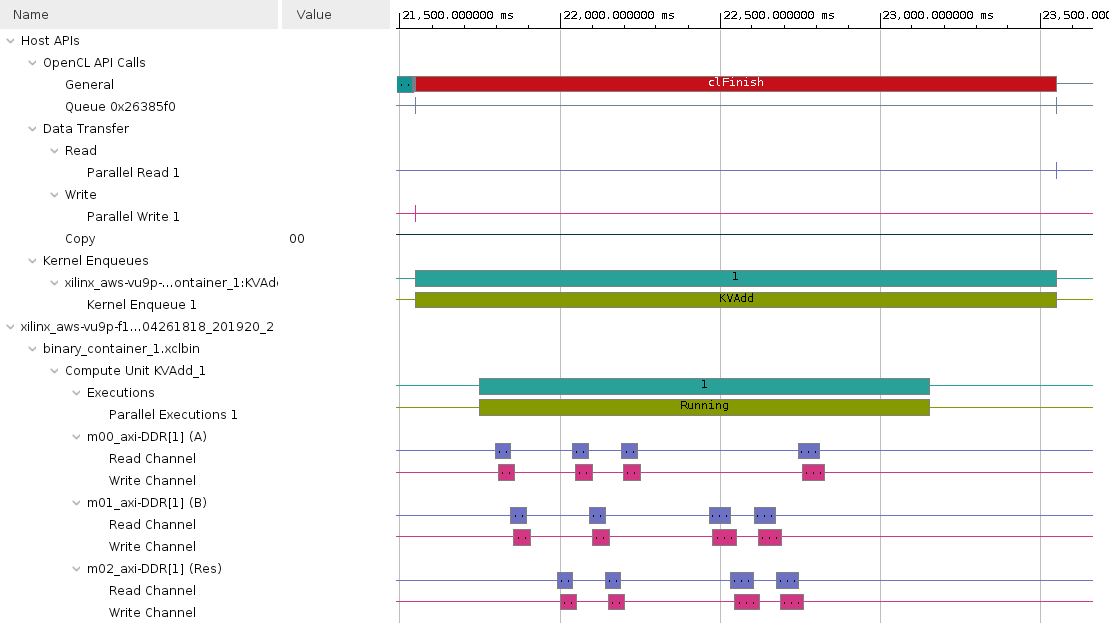 Name Value 21,500.000000 ms 22,000.000000 ms 22,500.000000 ms 23,000.000000 ms 23,500.000
Host APIs
OpenCL API Calls
General .. clFinish
Queue 0x26385f0
Data Transfer
Read
Parallel Read 1
Write
Parallel Write 1
Copy 00
Kernel Enqueues
xilinx_aws-vu9p-...ontainer_1:KVAdd 1
Kernel Enqueue 1 KVAdd
xilinx_aws-vu9p-f1...04261818_201920_2
binary_container_1.xclbin
Compute Unit KVAdd_1
Executions 1
Parallel Executions 1 Running
m00_axi-DDR[1] (A)
Read Channel .. .. .. ...
Write Channel .. .. .. ...
m01_axi-DDR[1] (B)
Read Channel .. .. ... ...
Write Channel .. .. ... ...
m02_axi-DDR[1] (Res)
Read Channel .. .. ... ...
Write Channel .. .. ... ...